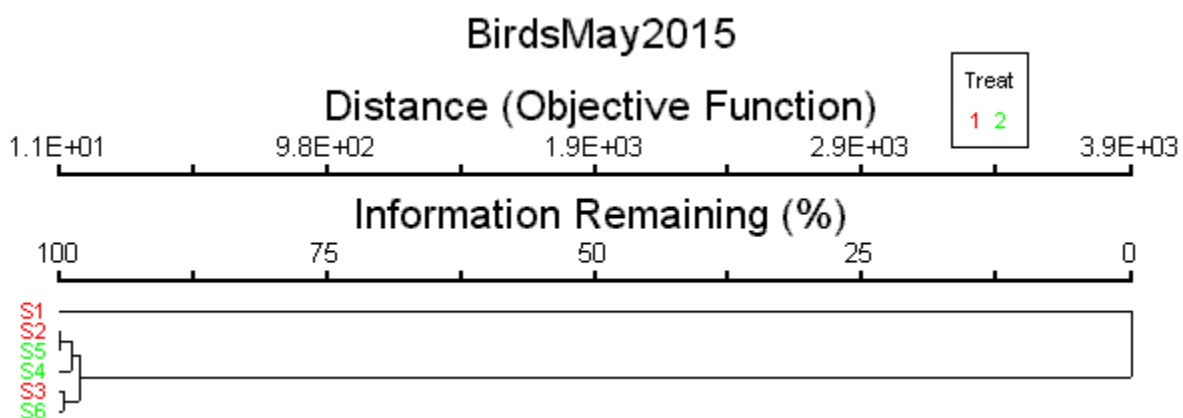 BirdsMay2015
Treat
1 2
Distance (Objective Function)
1.1E+01 9.8E+02 1.9E+03 2.9E+03 3.9E+03
Information Remaining (%)
100 75 50 25 0
S1
S2
S5
S4
S3
S6